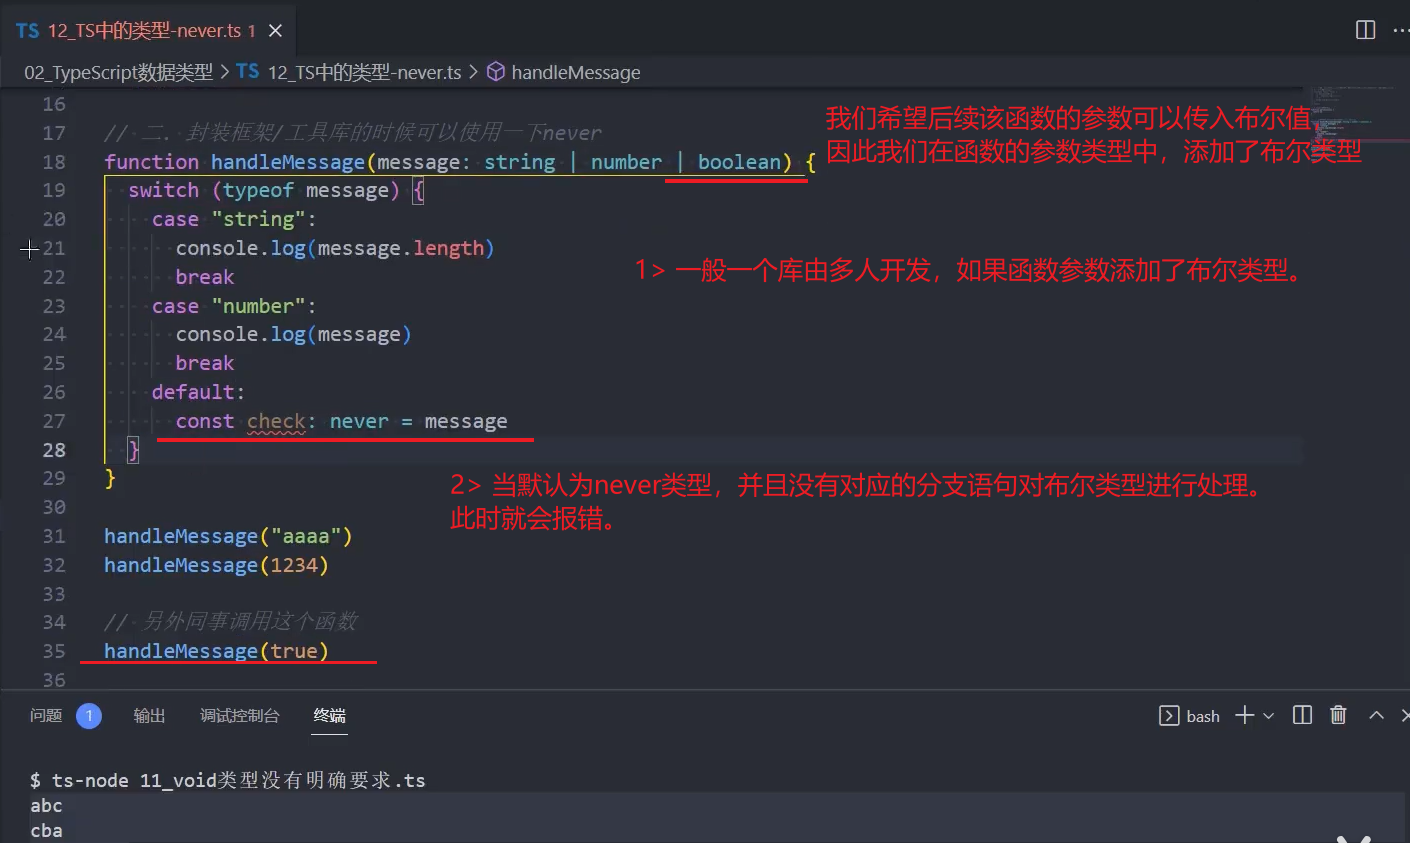 TS 12_TS中的类型-never.ts 1
02_TypeScript数据类型 > TS 12_TS中的类型-never.ts > handleMessage
16
17 // 二. 封装框架/工具库的时候可以使用一下never
18 function handleMessage(message: string | number | boolean) {
19 switch (typeof message) {
20 case "string":
21 console.log(message.length)
22 break
23 case "number":
24 console.log(message)
25 break
26 default:
27 const check: never = message
28 }
29 }
30
31 handleMessage("aaaa")
32 handleMessage(1234)
33
34 // 另外同事调用这个函数
35 handleMessage(true)
36
我们希望后续该函数的参数可以传入布尔值,
因此我们在函数的参数类型中，添加了布尔类型
1> 一般一个库由多人开发，如果函数参数添加了布尔类型。
2> 当默认为never类型，并且没有对应的分支语句对布尔类型进行处理。
此时就会报错。
问题 1 输出 调试控制台 终端 bash
$ ts-node 11_void类型没有明确要求.ts
abc
cba